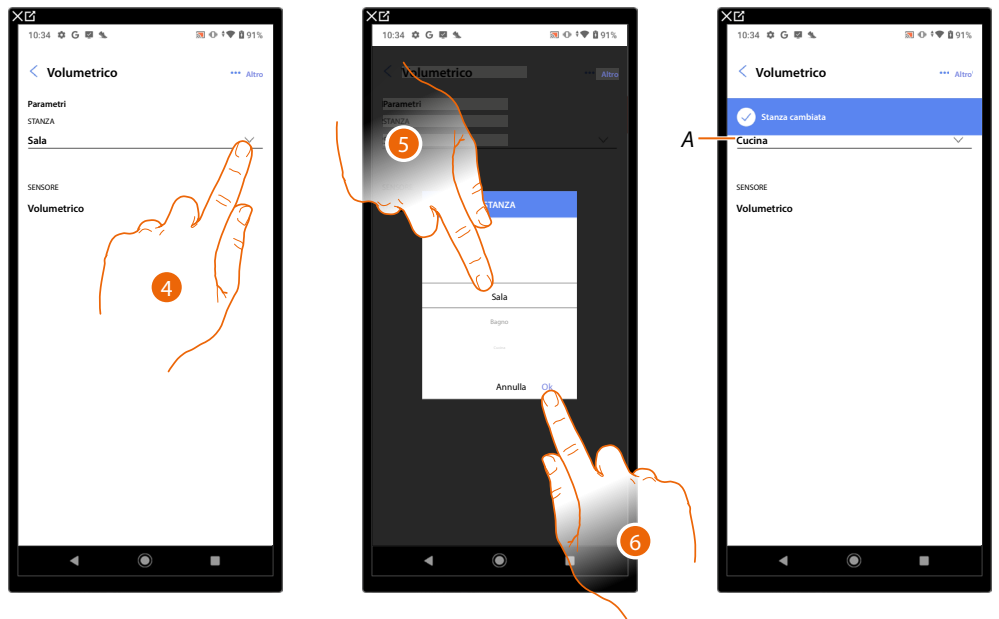 10:34 G 91%
Volumetrico
Altro
Parametri
STANZA
Sala
SENSORE
Volumetrico
4
10:34 G 91%
Volumetrico
Altro
Parametri
STANZA
5
STANZA
Sala
Bagno
Annulla Ok
6
10:34 G 91%
Volumetrico
Altro
Stanza cambiata
A
Cucina
SENSORE
Volumetrico